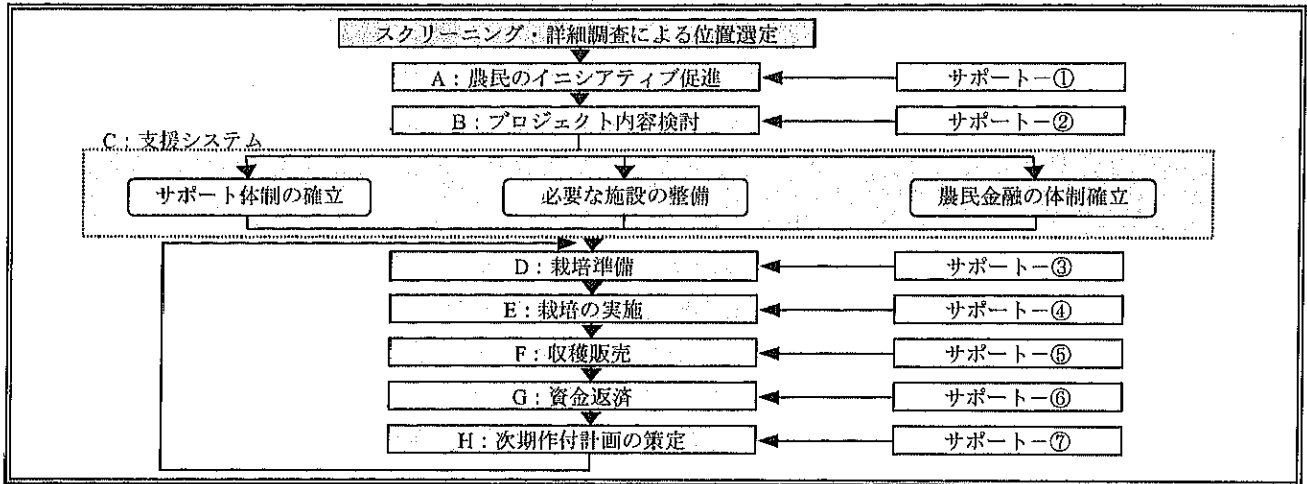 スクリーニング・詳細調査による位置選定
A：農民のイニシアティブ促進
サポートー①
B：プロジェクト内容検討
サポートー②
C：支援システム
サポート体制の確立
必要な施設の整備
農民金融の体制確立
D：栽培準備
サポートー③
E：栽培の実施
サポートー④
F：収穫販売
サポートー⑤
G：資金返済
サポートー⑥
H：次期作付計画の策定
サポートー⑦